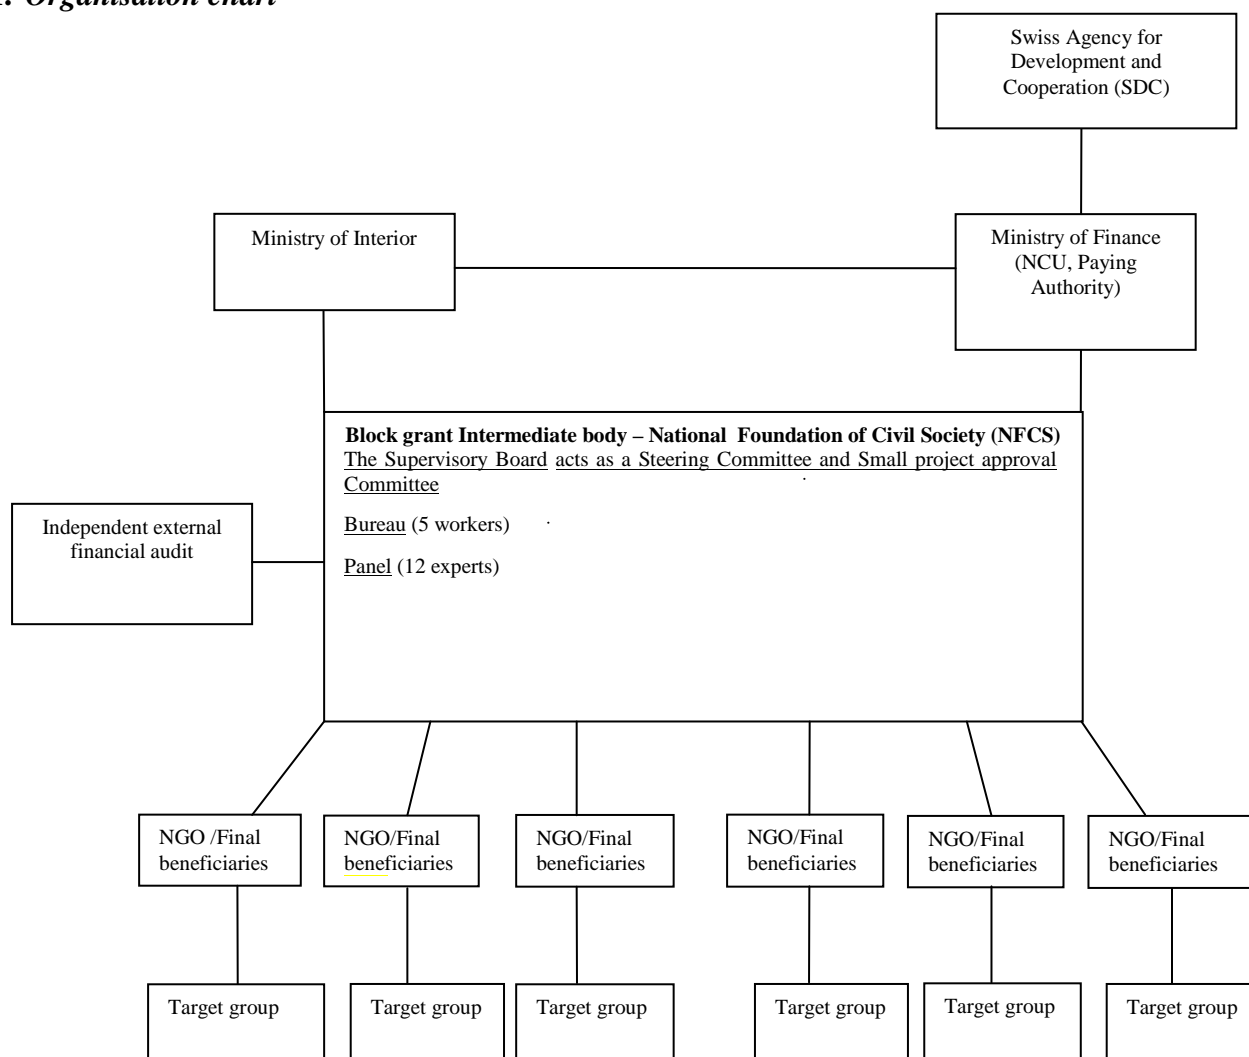 Organisation chart
Swiss Agency for
Development and
Cooperation (SDC)
Ministry of Interior
Ministry of Finance
(NCU, Paying
Authority)
Block grant Intermediate body – National Foundation of Civil Society (NFCS)
The Supervisory Board acts as a Steering Committee and Small project approval
Committee
Bureau (5 workers)
Panel (12 experts)
Independent external
financial audit
NGO /Final
beneficiaries
NGO/Final
beneficiaries
NGO/Final
beneficiaries
NGO/Final
beneficiaries
NGO/Final
beneficiaries
NGO/Final
beneficiaries
Target group
Target group
Target group
Target group
Target group
Target group